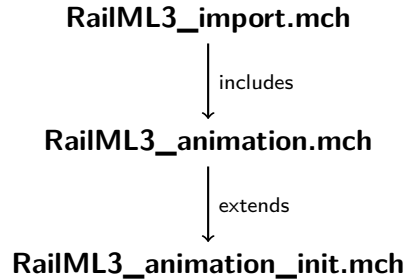 RailML3_import.mch
includes
RailML3_animation.mch
extends
RailML3_animation_init.mch